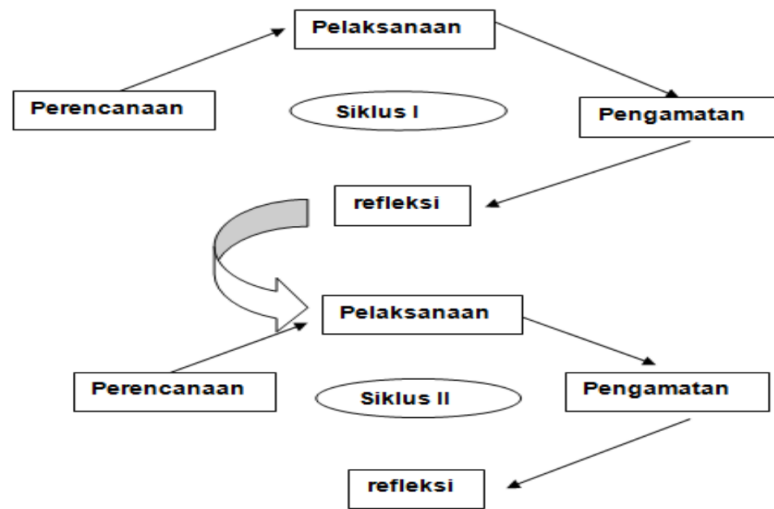 Pelaksanaan
Perencanaan
Siklus I
Pengamatan
refleksi
Pelaksanaan
Perencanaan
Siklus II
Pengamatan
refleksi